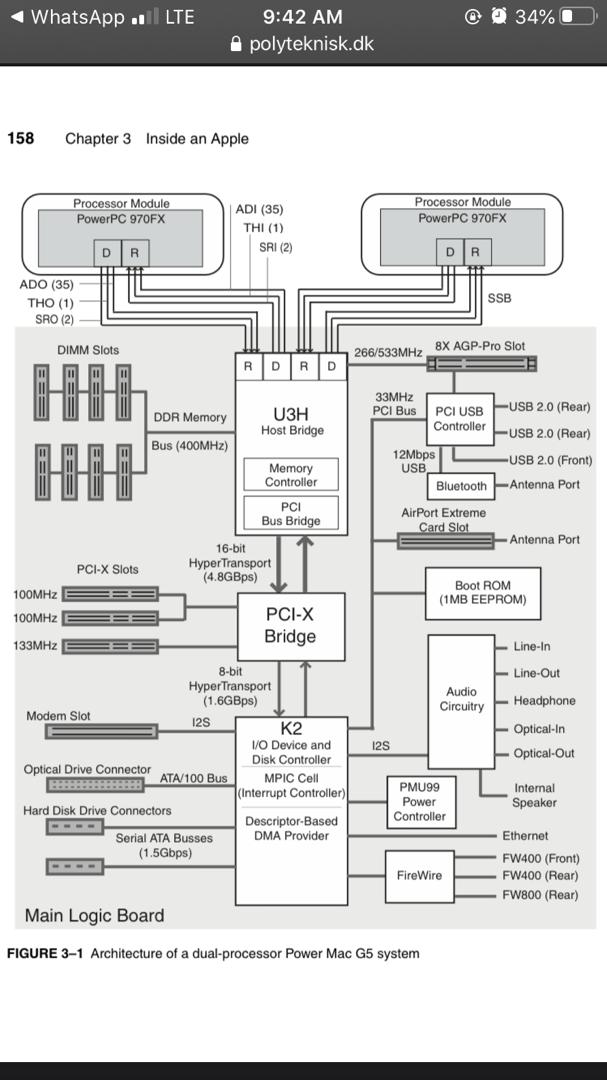 WhatsApp LTE 9:42 AM 34%
polyteknisk.dk
158 Chapter 3 Inside an Apple
Processor Module
PowerPC 970FX
D R
Processor Module
PowerPC 970FX
D R
ADI (35)
THI (1)
SRI (2)
ADO (35)
THO (1)
SRO (2)
SSB
DIMM Slots
R D R D
266/533MHz
8X AGP-Pro Slot
U3H
Host Bridge
DDR Memory
Bus (400MHz)
Memory
Controller
PCI
Bus Bridge
33MHz
PCI Bus
PCI USB
Controller
USB 2.0 (Rear)
USB 2.0 (Rear)
USB 2.0 (Front)
12Mbps
USB
Bluetooth
Antenna Port
AirPort Extreme
Card Slot
Antenna Port
16-bit
HyperTransport
(4.8GBps)
PCI-X Slots
100MHz
100MHz
133MHz
PCI-X
Bridge
Boot ROM
(1MB EEPROM)
8-bit
HyperTransport
(1.6GBps)
Audio
Circuitry
Line-In
Line-Out
Headphone
Optical-In
Optical-Out
Internal
Speaker
Modem Slot
I2S
K2
I/O Device and
Disk Controller
I2S
Optical Drive Connector
ATA/100 Bus
MPIC Cell
(Interrupt Controller)
PMU99
Power
Controller
Hard Disk Drive Connectors
Serial ATA Busses
(1.5Gbps)
Descriptor-Based
DMA Provider
Ethernet
FireWire
FW400 (Front)
FW400 (Rear)
FW800 (Rear)
Main Logic Board
FIGURE 3–1 Architecture of a dual-processor Power Mac G5 system